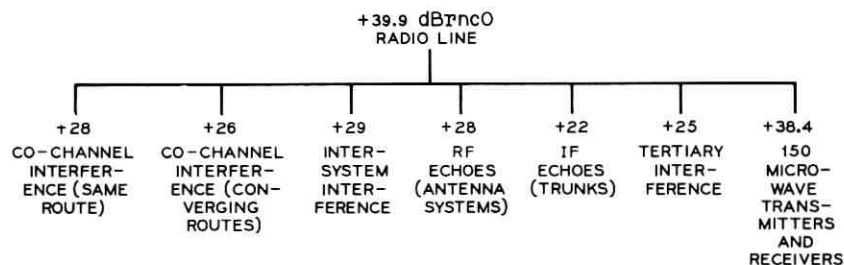 +39.9 dBrncO
RADIO LINE
+28
CO-CHANNEL
INTERFER-
ENCE (SAME
ROUTE)
+26
CO-CHANNEL
INTERFER-
ENCE (CON-
VERGING
ROUTES)
+29
INTER-
SYSTEM
INTER-
FERENCE
+28
RF
ECHOES
(ANTENNA
SYSTEMS)
+22
IF
ECHOES
(TRUNKS)
+25
TERTIARY
INTER-
FERENCE
+38.4
150
MICRO-
WAVE
TRANS-
MITTERS
AND
RECEIVERS